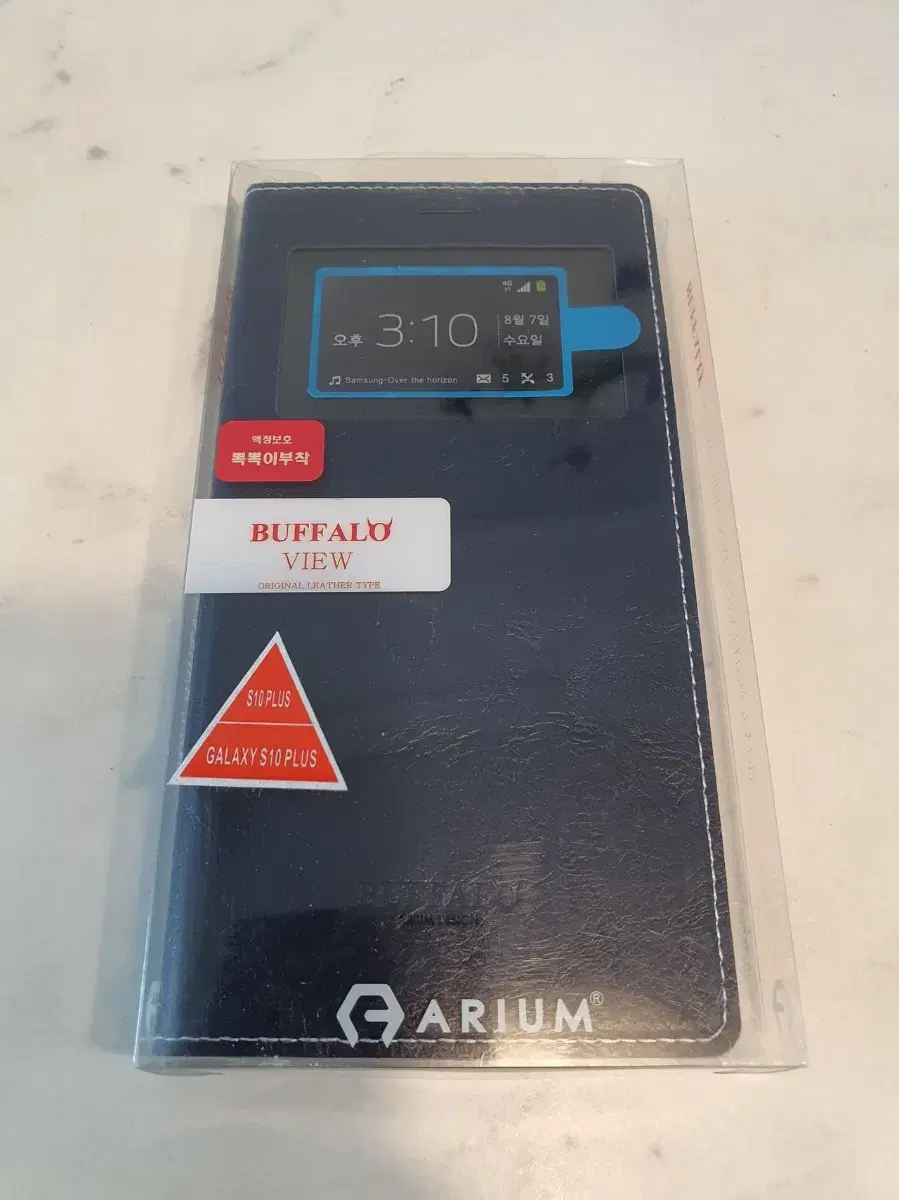 4G
오후 3:10 8월 7일
수요일
Samsung-Over the horizon 5 3
액정보호
뽁뽁이부착
BUFFALO
VIEW
ORIGINAL LEATHER TYPE
S10 PLUS
GALAXY S10 PLUS
BUFFALO
ARIUM®